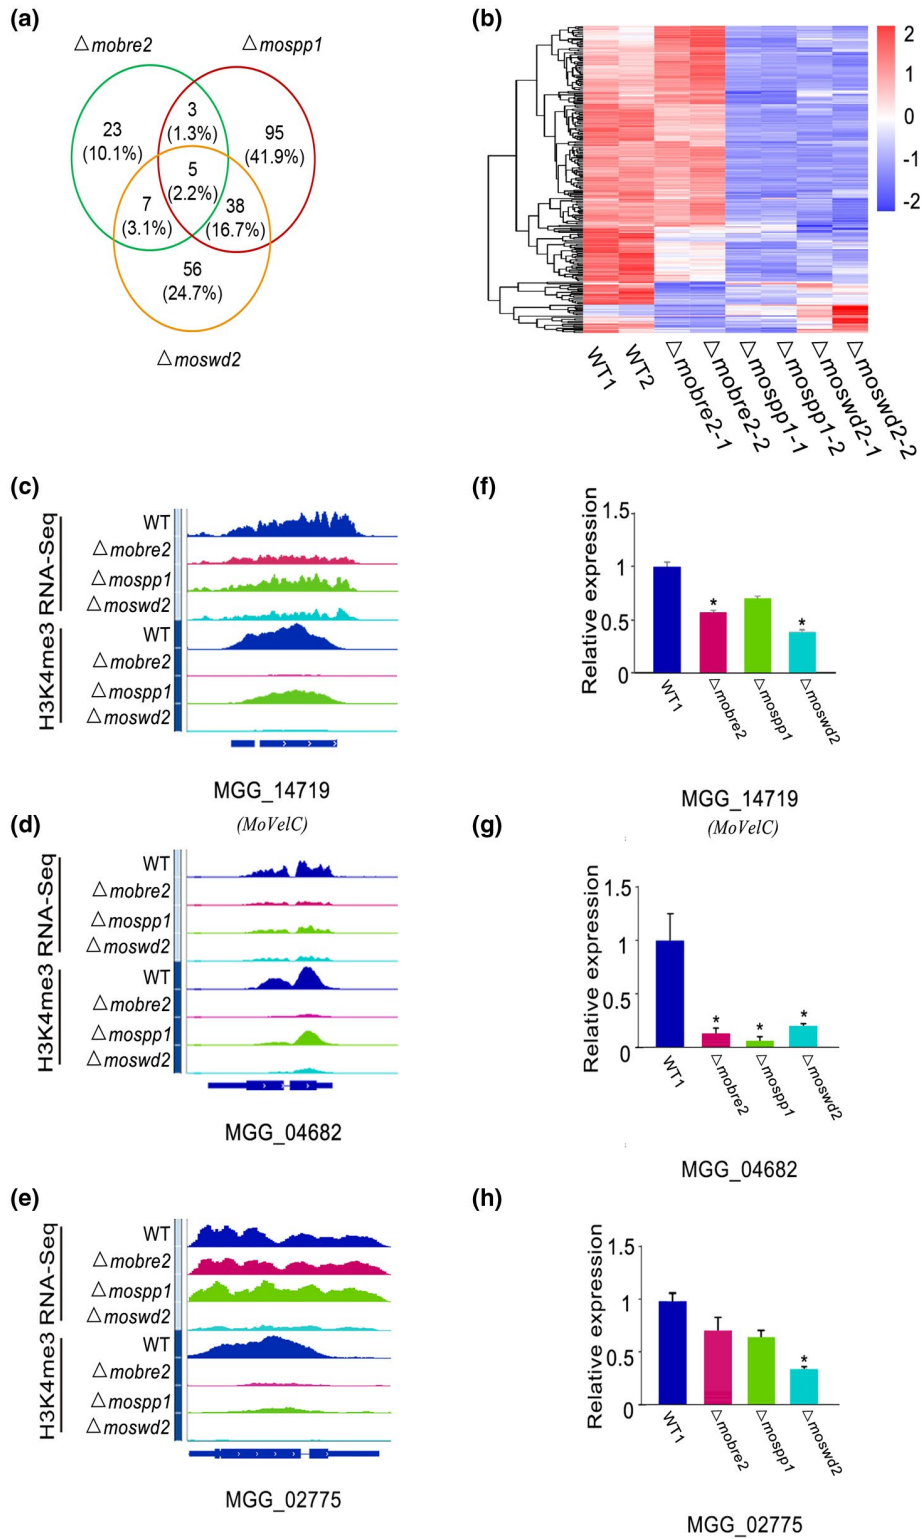 (a)
△mobre2
△mospp1
3
(1.3%)
23
(10.1%)
95
(41.9%)
5
(2.2%)
7
(3.1%)
38
(16.7%)
56
(24.7%)
△moswd2
(b)
2
1
0
-1
-2
WT1
WT2
△mobre2-1
△mobre2-2
△mospp1-1
△mospp1-2
△moswd2-1
△moswd2-2
(c)
RNA-Seq
WT
△mobre2
△mospp1
△moswd2
H3K4me3
WT
△mobre2
△mospp1
△moswd2
MGG_14719
(MoVelC)
(f)
Relative expression
1.5
1
0.5
0
*
*
WT1
△mobre2
△mospp1
△moswd2
MGG_14719
(MoVelC)
(d)
RNA-Seq
WT
△mobre2
△mospp1
△moswd2
H3K4me3
WT
△mobre2
△mospp1
△moswd2
MGG_04682
(g)
Relative expression
1.5
1
0.5
0
*
*
*
WT1
△mobre2
△mospp1
△moswd2
MGG_04682
(e)
RNA-Seq
WT
△mobre2
△mospp1
△moswd2
H3K4me3
WT
△mobre2
△mospp1
△moswd2
MGG_02775
(h)
Relative expression
1.5
1
0.5
0
*
WT1
△mobre2
△mospp1
△moswd2
MGG_02775